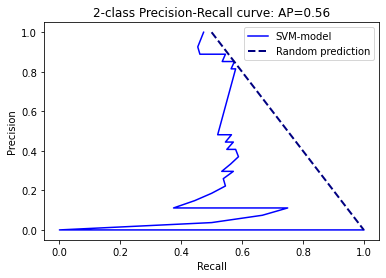 2-class Precision-Recall curve: AP=0.56
SVM-model
Random prediction
Precision
1.0
0.8
0.6
0.4
0.2
0.0
0.0
0.2
0.4
0.6
0.8
1.0
Recall